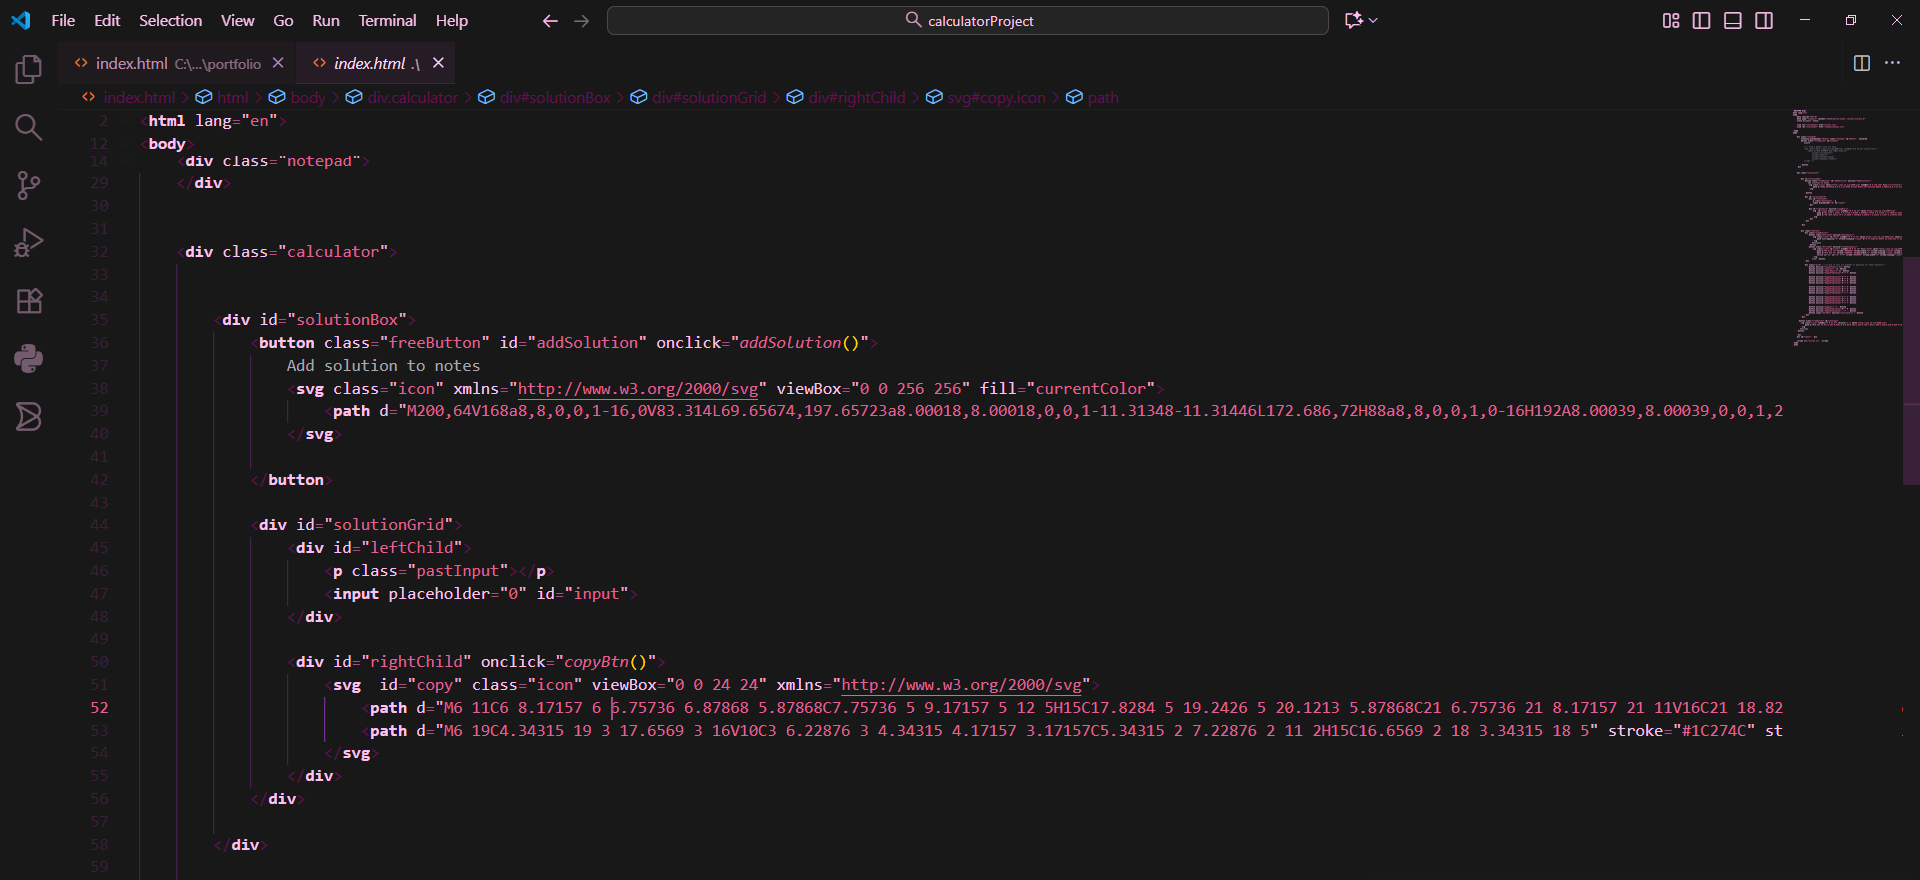 File Edit Selection View Go Run Terminal Help
calculatorProject
index.html C:\...\portfolio
index.html .\
index.html > html > body > div.calculator > div#solutionBox > div#solutionGrid > div#rightChild > svg#copy.icon > path
2 <html lang="en">
12 <body>
14 <div class="notepad">
29 </div>
30
31
32 <div class="calculator">
33
34
35 <div id="solutionBox">
36 <button class="freeButton" id="addSolution" onclick="addSolution()">
37 Add solution to notes
38 <svg class="icon" xmlns="http://www.w3.org/2000/svg" viewBox="0 0 256 256" fill="currentColor">
39 <path d="M200,64V168a8,8,0,0,1-16,0V83.314L69.65674,197.65723a8.00018,8.00018,0,0,1-11.31348-11.31446L172.686,72H88a8,8,0,0,1,0-16H192A8.00039,8.00039,0,0,1,2
40 </svg>
41
42 </button>
43
44 <div id="solutionGrid">
45 <div id="leftChild">
46 <p class="pastInput"></p>
47 <input placeholder="0" id="input">
48 </div>
49
50 <div id="rightChild" onclick="copyBtn()">
51 <svg  id="copy" class="icon" viewBox="0 0 24 24" xmlns="http://www.w3.org/2000/svg">
52 <path d="M6 11C6 8.17157 6 6.75736 6.87868 5.87868C7.75736 5 9.17157 5 12 5H15C17.8284 5 19.2426 5 20.1213 5.87868C21 6.75736 21 8.17157 21 11V16C21 18.82
53 <path d="M6 19C4.34315 19 3 17.6569 3 16V10C3 6.22876 3 4.34315 4.17157 3.17157C5.34315 2 7.22876 2 11 2H15C16.6569 2 18 3.34315 18 5" stroke="#1C274C" st
54 </svg>
55 </div>
56 </div>
57
58 </div>
59